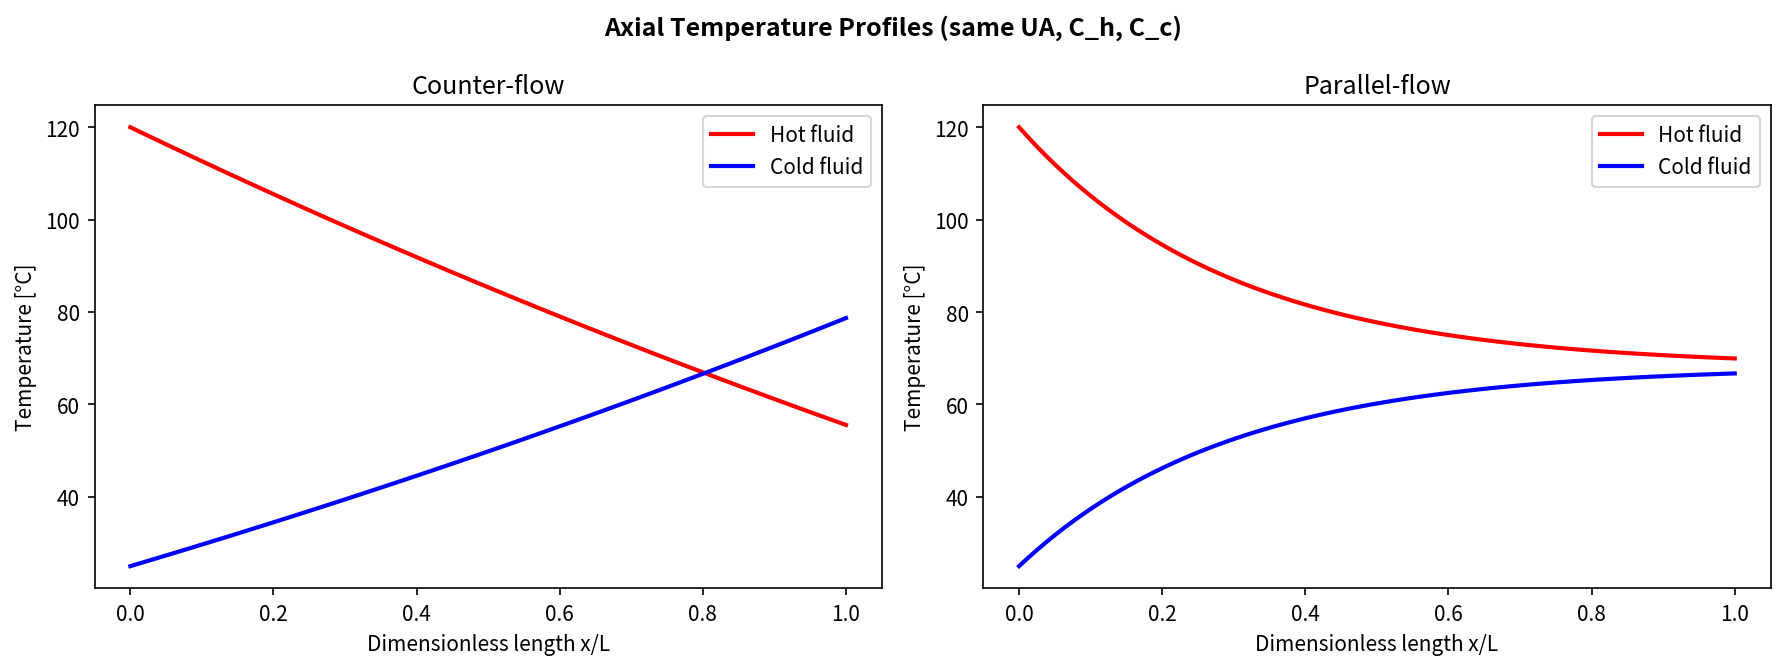 Axial Temperature Profiles (same UA, C_h, C_c)
Counter-flow
Hot fluid
Cold fluid
120
100
80
60
40
Temperature [°C]
0.0 0.2 0.4 0.6 0.8 1.0
Dimensionless length x/L
Parallel-flow
Hot fluid
Cold fluid
120
100
80
60
40
Temperature [°C]
0.0 0.2 0.4 0.6 0.8 1.0
Dimensionless length x/L